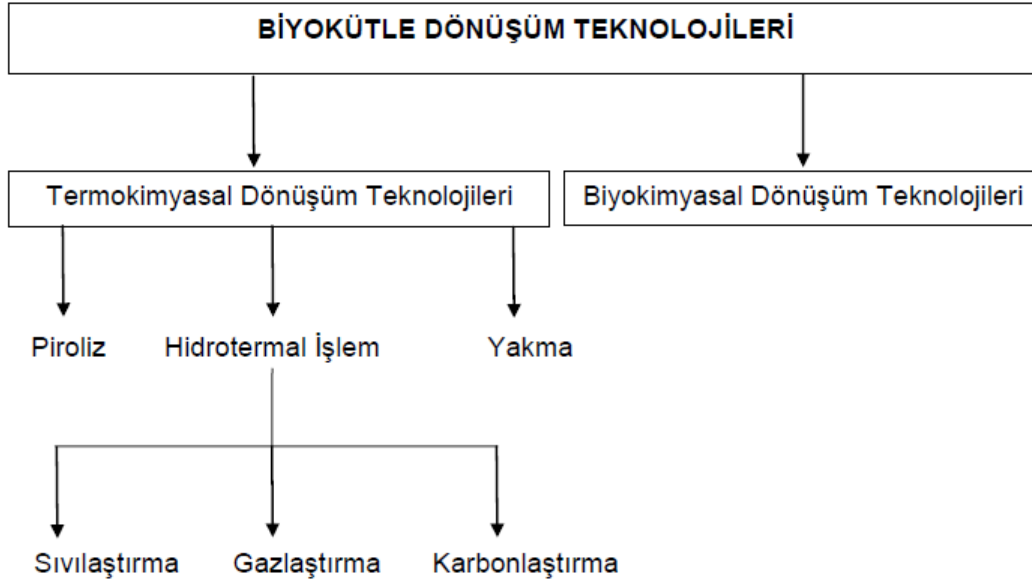 BİYOKÜTLE DÖNÜŞÜM TEKNOLOJİLERİ
Termokimyasal Dönüşüm Teknolojileri
Biyokimyasal Dönüşüm Teknolojileri
Piroliz
Hidrotermal İşlem
Yakma
Sıvılaştırma
Gazlaştırma
Karbonlaştırma